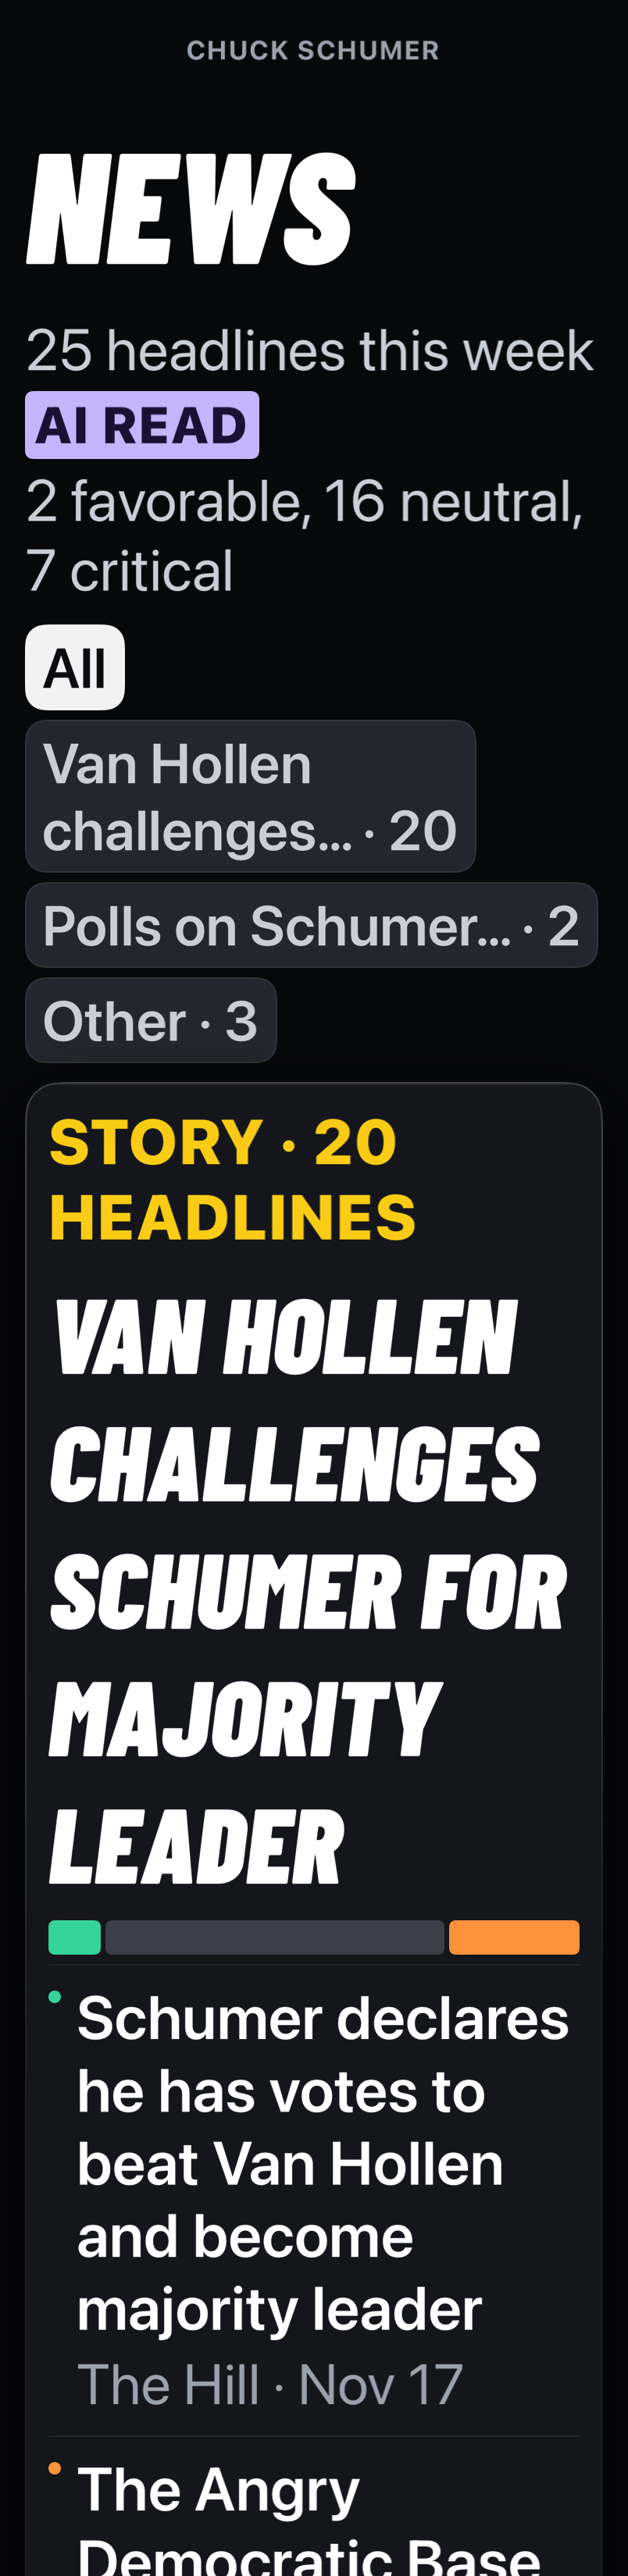 CHUCK SCHUMER
NEWS
25 headlines this week
AI READ
2 favorable, 16 neutral,
7 critical
All
Van Hollen
challenges... · 20
Polls on Schumer... · 2
Other · 3
STORY · 20
HEADLINES
VAN HOLLEN
CHALLENGES
SCHUMER FOR
MAJORITY
LEADER
Schumer declares
he has votes to
beat Van Hollen
and become
majority leader
The Hill · Nov 17
The Angry
Democratic Base